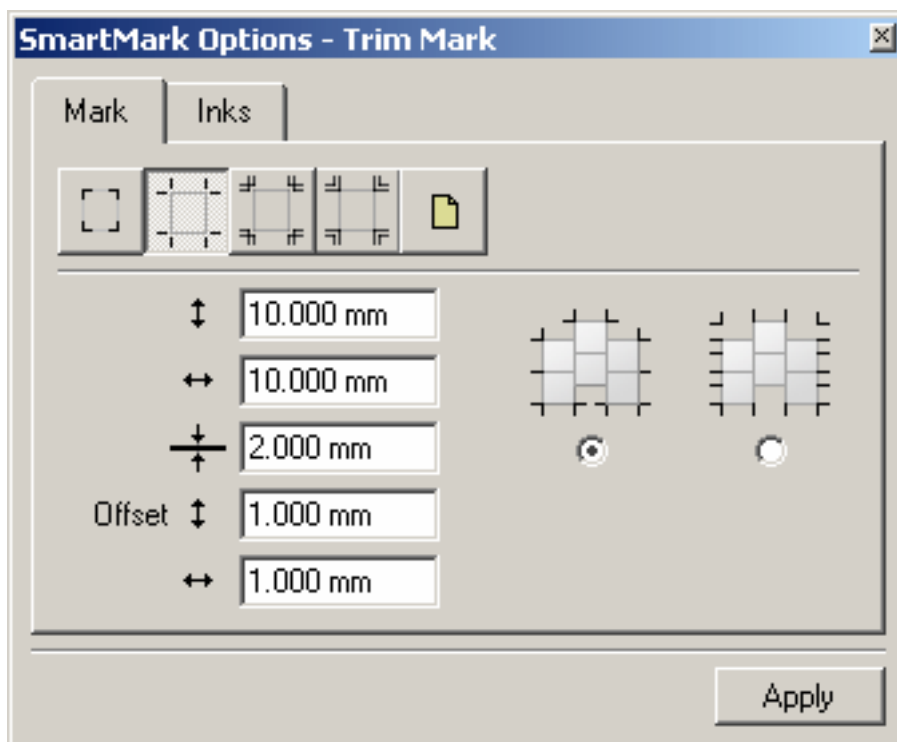 SmartMark Options - Trim Mark
Mark Inks
10.000 mm
10.000 mm
2.000 mm
Offset 1.000 mm
1.000 mm
Apply